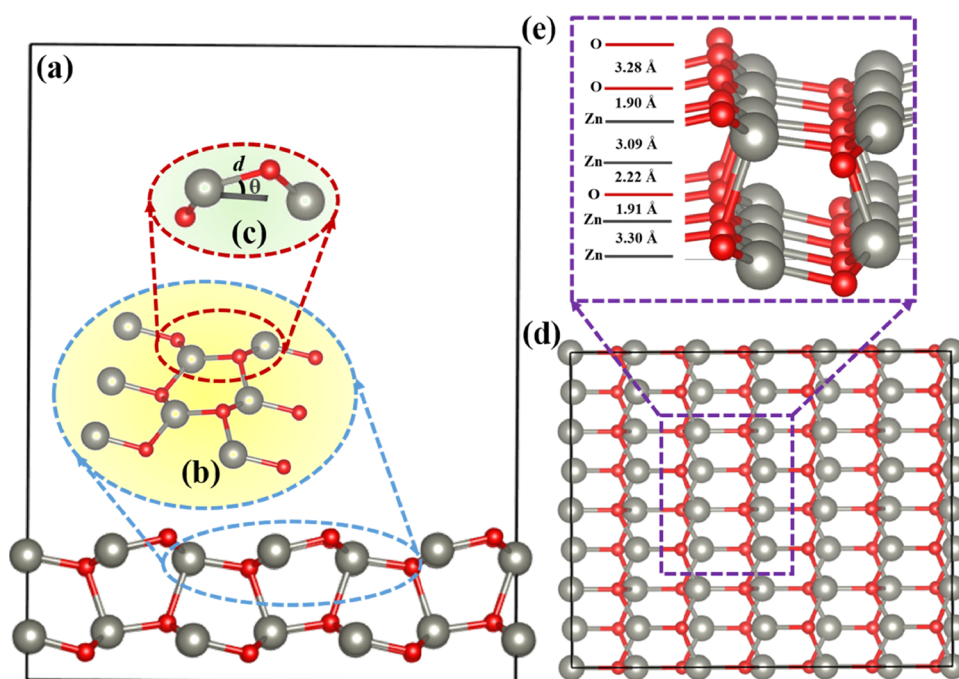 (a)
d
θ
(c)
(b)
(e)
O
3.28 Å
O
1.90 Å
Zn
3.09 Å
Zn
2.22 Å
O
1.91 Å
Zn
3.30 Å
Zn
(d)